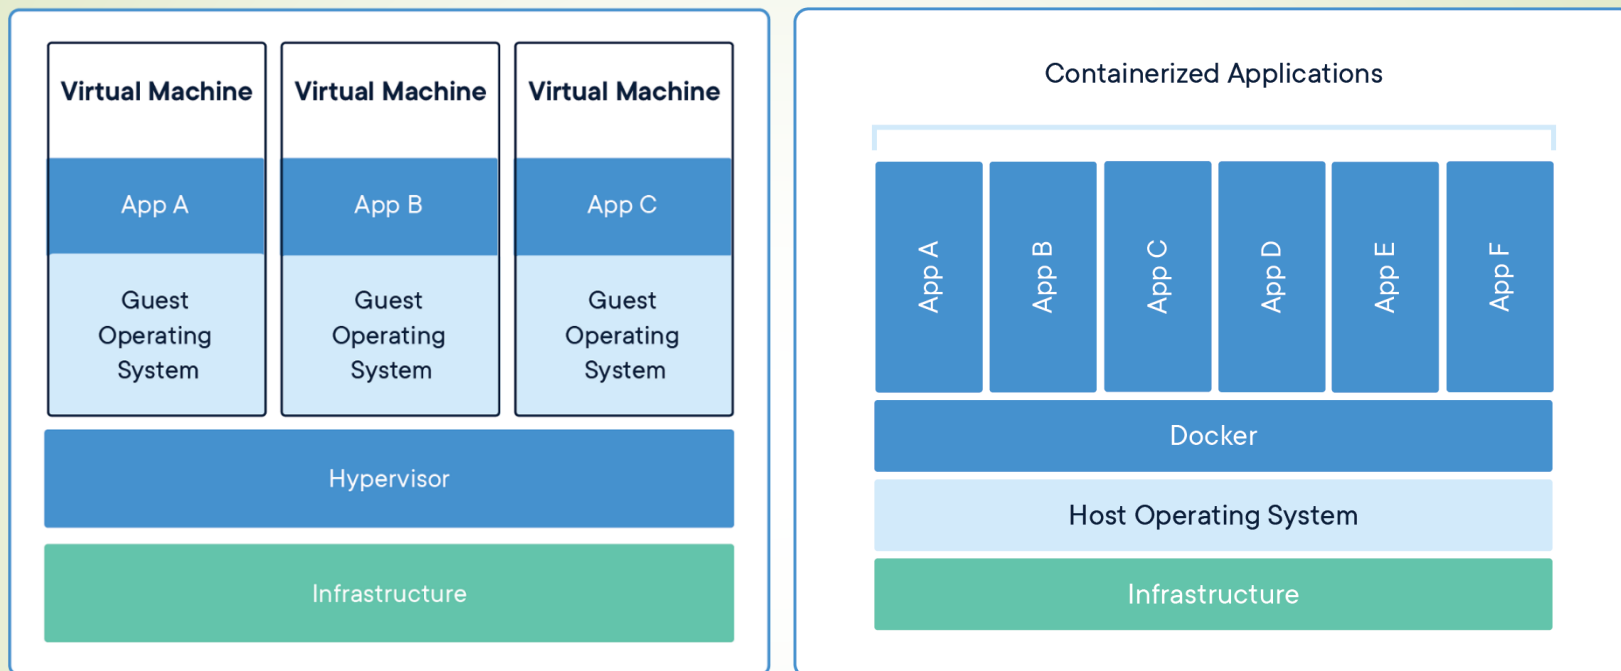 Virtual Machine
App A
Guest
Operating
System
Virtual Machine
App B
Guest
Operating
System
Virtual Machine
App C
Guest
Operating
System
Hypervisor
Infrastructure
Containerized Applications
App A
App B
App C
App D
App E
App F
Docker
Host Operating System
Infrastructure